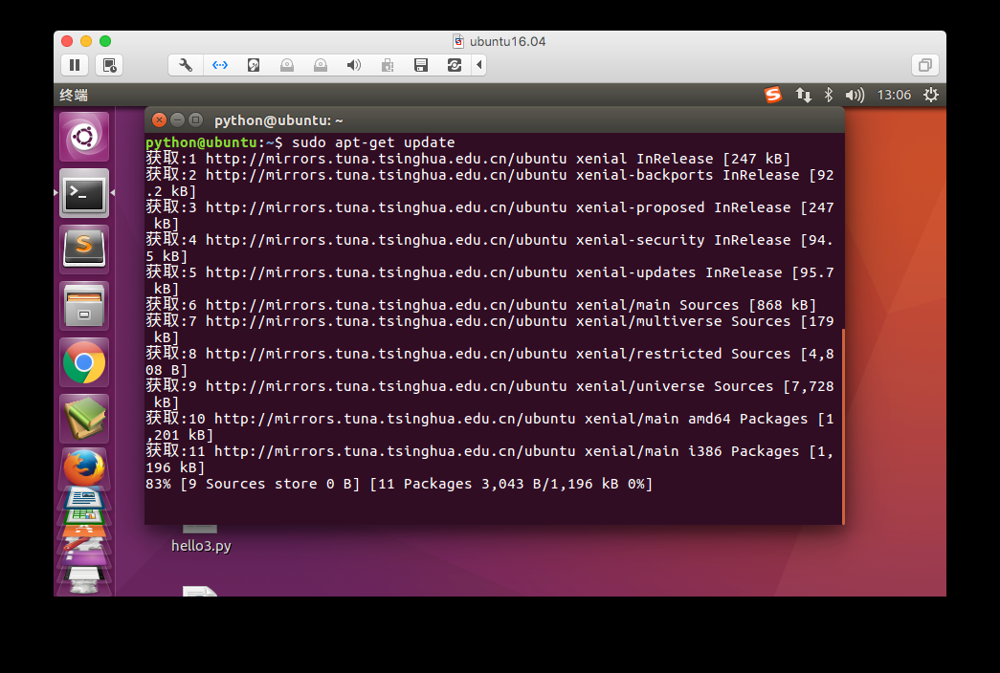 ubuntu16.04
终端
13:06
python@ubuntu: ~
python@ubuntu:~$ sudo apt-get update
获取:1 http://mirrors.tuna.tsinghua.edu.cn/ubuntu xenial InRelease [247 kB]
获取:2 http://mirrors.tuna.tsinghua.edu.cn/ubuntu xenial-backports InRelease [92
.2 kB]
获取:3 http://mirrors.tuna.tsinghua.edu.cn/ubuntu xenial-proposed InRelease [247
 kB]
获取:4 http://mirrors.tuna.tsinghua.edu.cn/ubuntu xenial-security InRelease [94.
5 kB]
获取:5 http://mirrors.tuna.tsinghua.edu.cn/ubuntu xenial-updates InRelease [95.7
 kB]
获取:6 http://mirrors.tuna.tsinghua.edu.cn/ubuntu xenial/main Sources [868 kB]
获取:7 http://mirrors.tuna.tsinghua.edu.cn/ubuntu xenial/multiverse Sources [179
 kB]
获取:8 http://mirrors.tuna.tsinghua.edu.cn/ubuntu xenial/restricted Sources [4,8
08 B]
获取:9 http://mirrors.tuna.tsinghua.edu.cn/ubuntu xenial/universe Sources [7,728
 kB]
获取:10 http://mirrors.tuna.tsinghua.edu.cn/ubuntu xenial/main amd64 Packages [1
,201 kB]
获取:11 http://mirrors.tuna.tsinghua.edu.cn/ubuntu xenial/main i386 Packages [1,
196 kB]
83% [9 Sources store 0 B] [11 Packages 3,043 B/1,196 kB 0%]
hello3.py